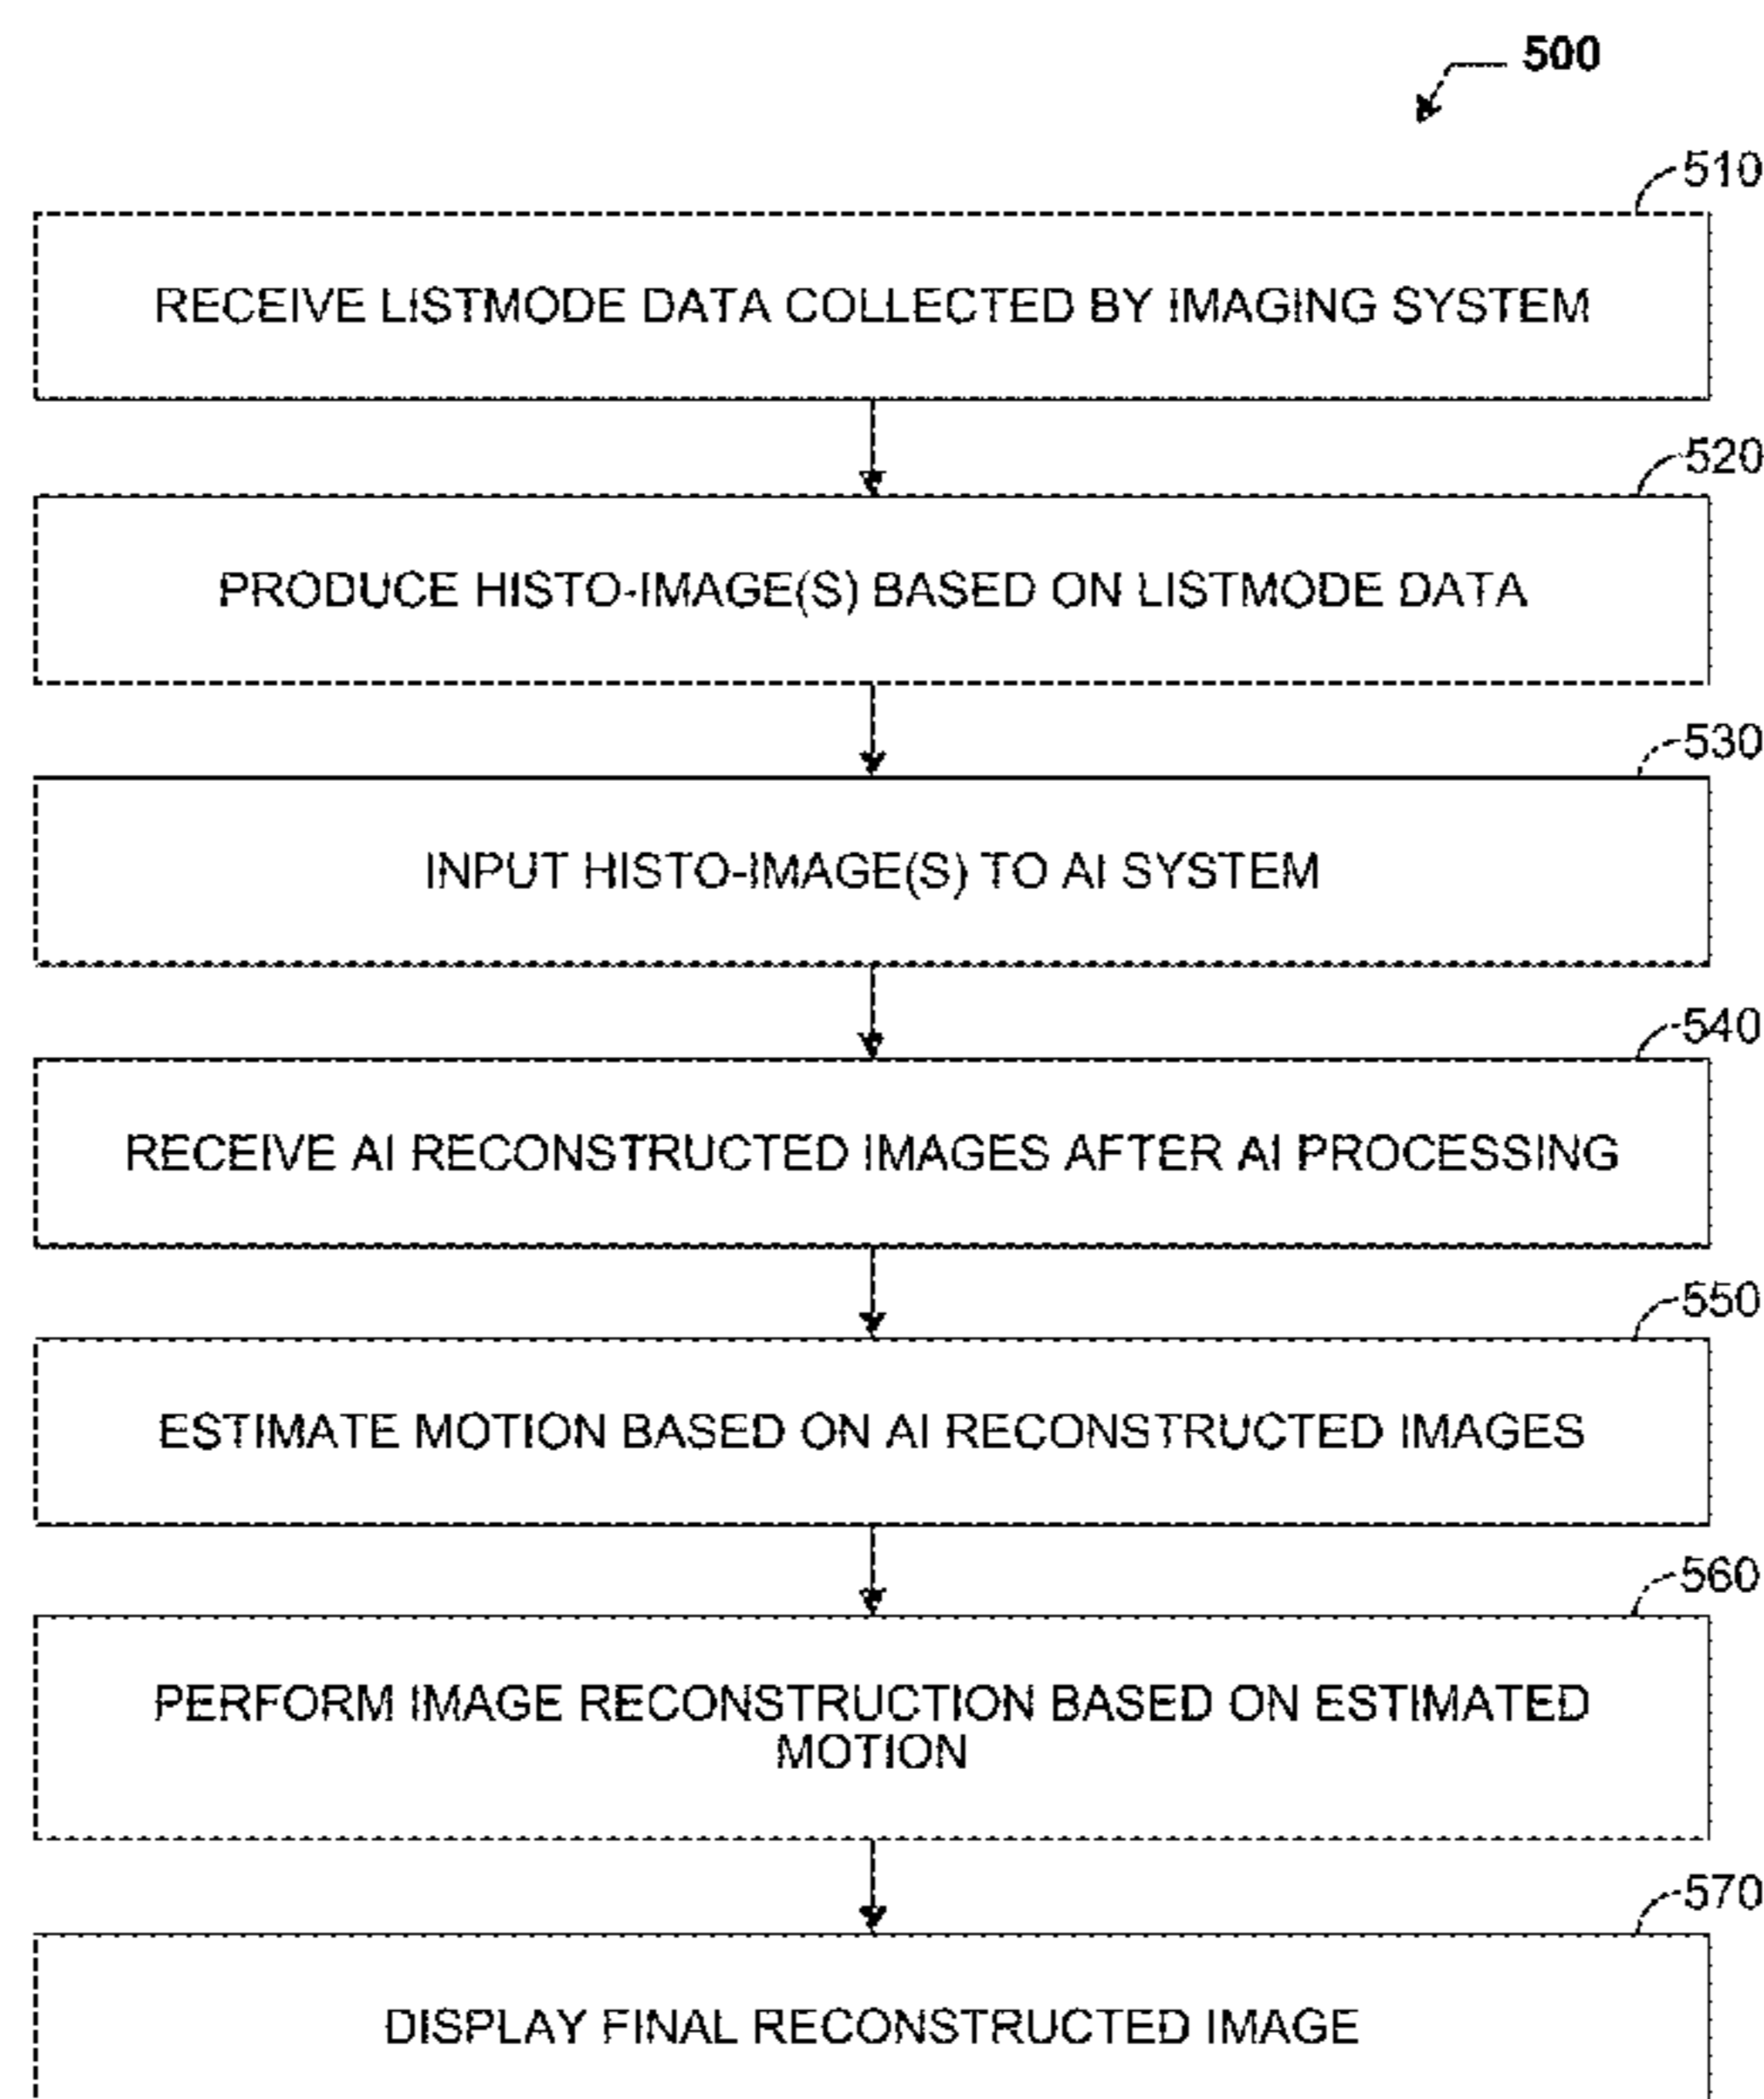 500
510
RECEIVE LISTMODE DATA COLLECTED BY IMAGING SYSTEM
520
PRODUCE HISTO-IMAGE(S) BASED ON LISTMODE DATA
530
INPUT HISTO-IMAGE(S) TO AI SYSTEM
540
RECEIVE AI RECONSTRUCTED IMAGES AFTER AI PROCESSING
550
ESTIMATE MOTION BASED ON AI RECONSTRUCTED IMAGES
560
PERFORM IMAGE RECONSTRUCTION BASED ON ESTIMATED
MOTION
570
DISPLAY FINAL RECONSTRUCTED IMAGE